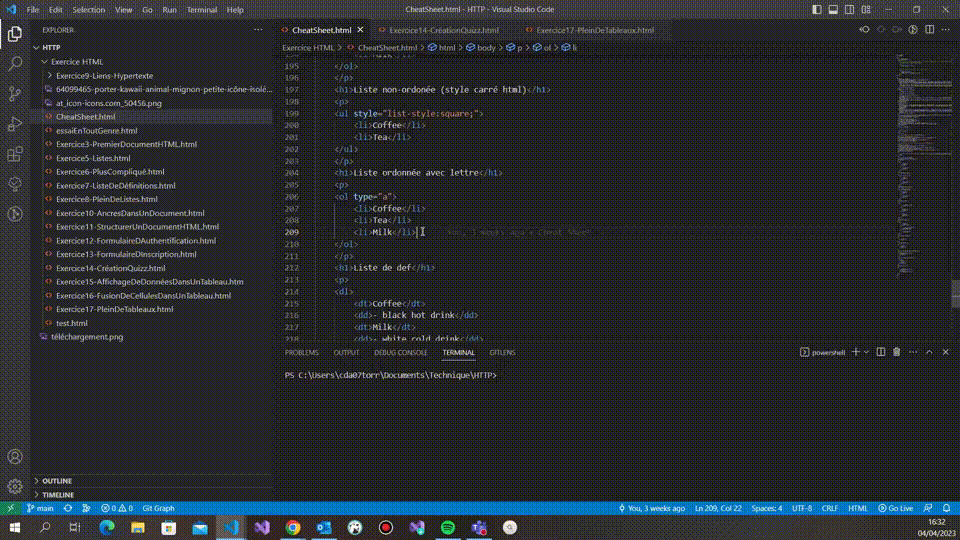 File Edit Selection View Go Run Terminal Help
CheatSheet.html - HTTP - Visual Studio Code
EXPLORER
HTTP
Exercice HTML
Exercice9-Liens-Hypertexte
64099465-porter-kawaii-animal-mignon-petite-icône-isolé...
at_icon-icons.com_50456.png
CheatSheet.html
essaiEnToutGenre.html
Exercice3-PremierDocumentHTML.html
Exercice5-Listes.html
Exercice6-PlusCompliqué.html
Exercice7-ListeDeDéfinitions.html
Exercice8-PleinDeListes.html
Exercice10-AncresDansUnDocument.html
Exercice11-StructurerUnDocumentHTML.html
Exercice12-FormulaireDAuthentification.html
Exercice13-FormulaireDInscription.html
Exercice14-CréationQuizz.html
Exercice15-AffichageDeDonnéesDansUnTableau.htm
Exercice16-FusionDeCellulesDansUnTableau.html
Exercice17-PleinDeTableaux.html
test.html
téléchargement.png
OUTLINE
TIMELINE
CheatSheet.html Exercice14-CréationQuizz.html Exercice17-PleinDeTableaux.html
Exercice HTML > CheatSheet.html > html > body > p > ol > li
195 </ol>
196 </p>
197 <h1>Liste non-ordonée (style carré html)</h1>
198 <p>
199 <ul style="list-style:square;">
200 <li>Coffee</li>
201 <li>Tea</li>
202 </ul>
203 </p>
204 <h1>Liste ordonnée avec lettre</h1>
205 <p>
206 <ol type="a">
207 <li>Coffee</li>
208 <li>Tea</li>
209 <li>Milk</li> You, 3 weeks ago • Cheat Sheet
210 </ol>
211 </p>
212 <h1>Liste de def</h1>
213 <p>
214 <dl>
215 <dt>Coffee</dt>
216 <dd>- black hot drink</dd>
217 <dt>Milk</dt>
218 <dd>- white cold drink</dd>
PROBLEMS OUTPUT DEBUG CONSOLE TERMINAL GITLENS
powershell
PS C:\Users\cda07torr\Documents\Technique\HTTP>
main 0 0 Git Graph
You, 3 weeks ago Ln 209, Col 22 Spaces: 4 UTF-8 CRLF HTML Go Live
16:32
04/04/2023